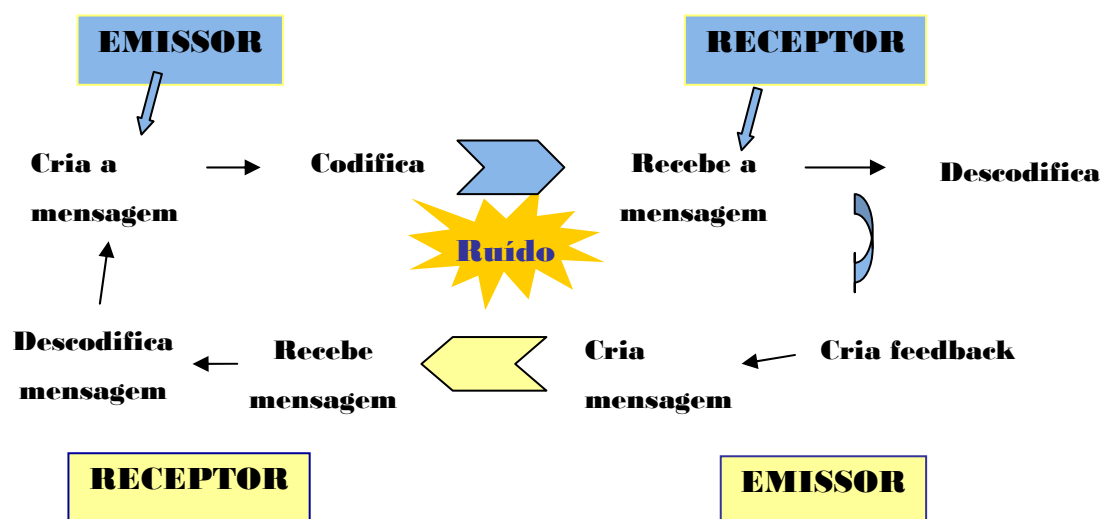 EMISSOR
RECEPTOR
Cria a
mensagem
Codifica
Recebe a
mensagem
Descodifica
Ruído
Descodifica
mensagem
Recebe
mensagem
Cria
mensagem
Cria feedback
RECEPTOR
EMISSOR